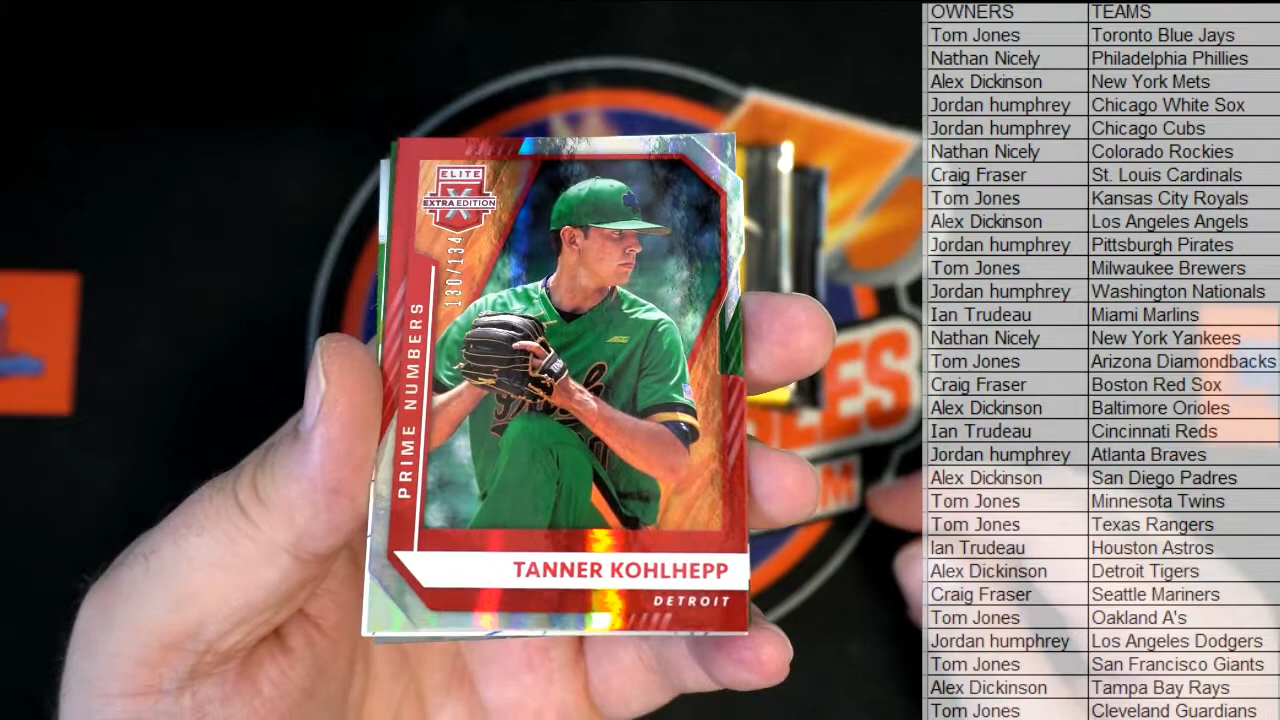 ELITE
X
EXTRA EDITION
130/134
PRIME NUMBERS
TANNER KOHLHEPP
DETROIT
OWNERS TEAMS
Tom Jones Toronto Blue Jays
Nathan Nicely Philadelphia Phillies
Alex Dickinson New York Mets
Jordan humphrey Chicago White Sox
Jordan humphrey Chicago Cubs
Nathan Nicely Colorado Rockies
Craig Fraser St. Louis Cardinals
Tom Jones Kansas City Royals
Alex Dickinson Los Angeles Angels
Jordan humphrey Pittsburgh Pirates
Tom Jones Milwaukee Brewers
Jordan humphrey Washington Nationals
Ian Trudeau Miami Marlins
Nathan Nicely New York Yankees
Tom Jones Arizona Diamondbacks
Craig Fraser Boston Red Sox
Alex Dickinson Baltimore Orioles
Ian Trudeau Cincinnati Reds
Jordan humphrey Atlanta Braves
Alex Dickinson San Diego Padres
Tom Jones Minnesota Twins
Tom Jones Texas Rangers
Ian Trudeau Houston Astros
Alex Dickinson Detroit Tigers
Craig Fraser Seattle Mariners
Tom Jones Oakland A's
Jordan humphrey Los Angeles Dodgers
Tom Jones San Francisco Giants
Alex Dickinson Tampa Bay Rays
Tom Jones Cleveland Guardians